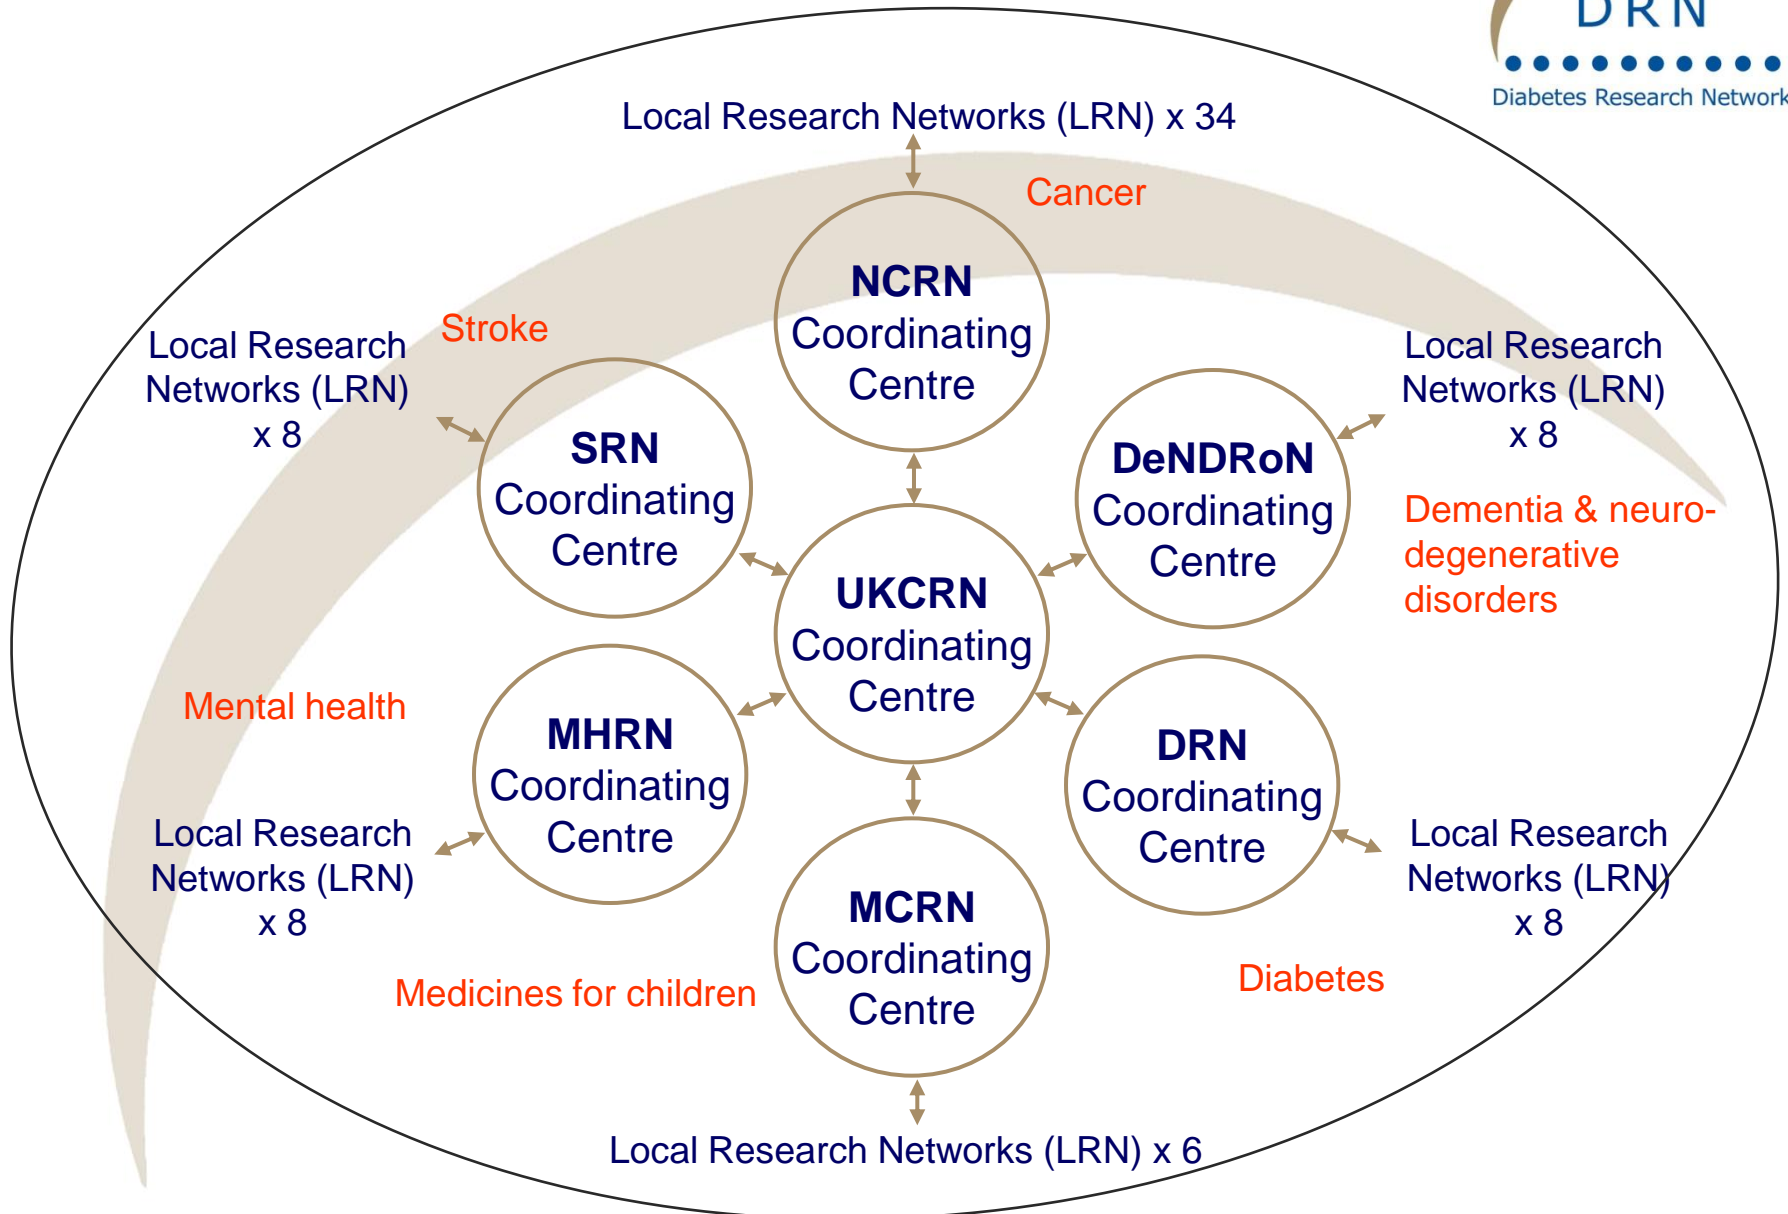 DRN
Diabetes Research Network
Local Research Networks (LRN) x 34
Cancer
NCRN
Coordinating
Centre
Stroke
Local Research
Networks (LRN)
x 8
SRN
Coordinating
Centre
Local Research
Networks (LRN)
x 8
DeNDRoN
Coordinating
Centre
Dementia & neuro-
degenerative
disorders
UKCRN
Coordinating
Centre
Mental health
MHRN
Coordinating
Centre
Local Research
Networks (LRN)
x 8
DRN
Coordinating
Centre
Local Research
Networks (LRN)
x 8
Diabetes
MCRN
Coordinating
Centre
Medicines for children
Local Research Networks (LRN) x 6